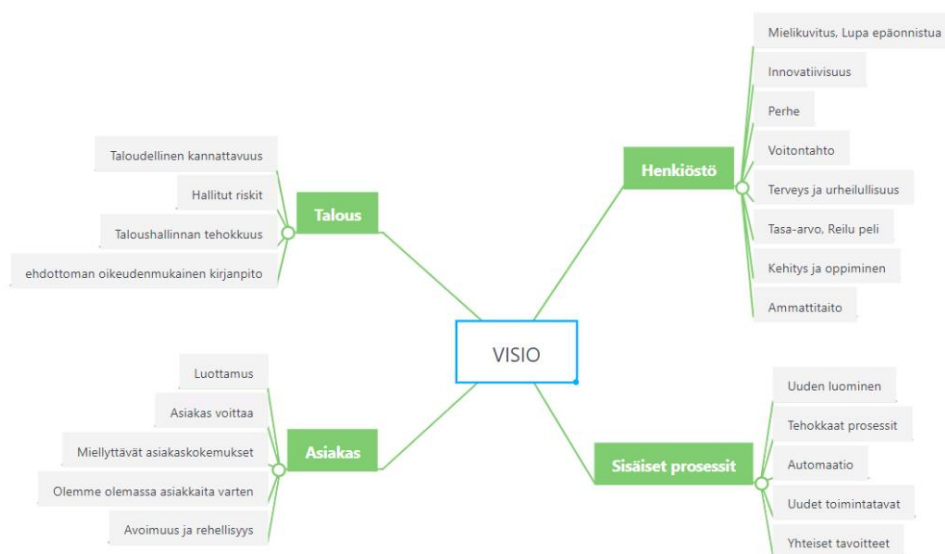 Taloudellinen kannattavuus
Hallitut riskit
Taloushallinnan tehokkuus
ehdottoman oikeudenmukainen kirjanpito
Talous
Henkiöstö
Mielikuvitus, Lupa epäonnistua
Innovatiivisuus
Perhe
Voitontahto
Terveys ja urheilullisuus
Tasa-arvo, Reilu peli
Kehitys ja oppiminen
Ammattitaito
VISIO
Luottamus
Asiakas voittaa
Miellyttävät asiakaskokemukset
Olemme olemassa asiakkaita varten
Avoimuus ja rehellisyys
Asiakas
Sisäiset prosessit
Uuden luominen
Tehokkaat prosessit
Automaatio
Uudet toimintatavat
Yhteiset tavoitteet